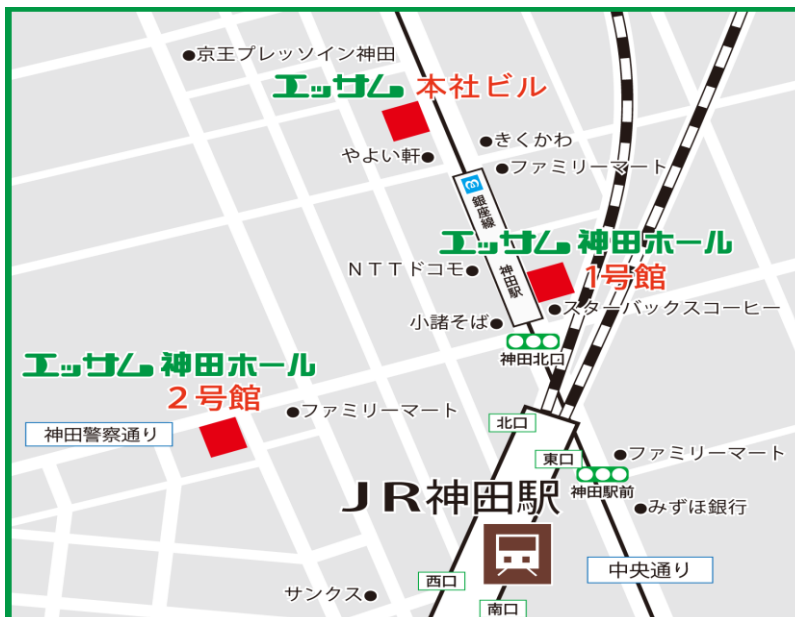 京王プレッソイン神田
エッサム 本社ビル
きくかわ
やよい軒
ファミリーマート
銀座線 神田駅
エッサム 神田ホール
1号館
NTTドコモ
スターバックスコーヒー
小諸そば
神田北口
エッサム 神田ホール
2号館
ファミリーマート
北口
神田警察通り
東口
ファミリーマート
神田駅前
JR神田駅
みずほ銀行
中央通り
西口
サンクス
南口